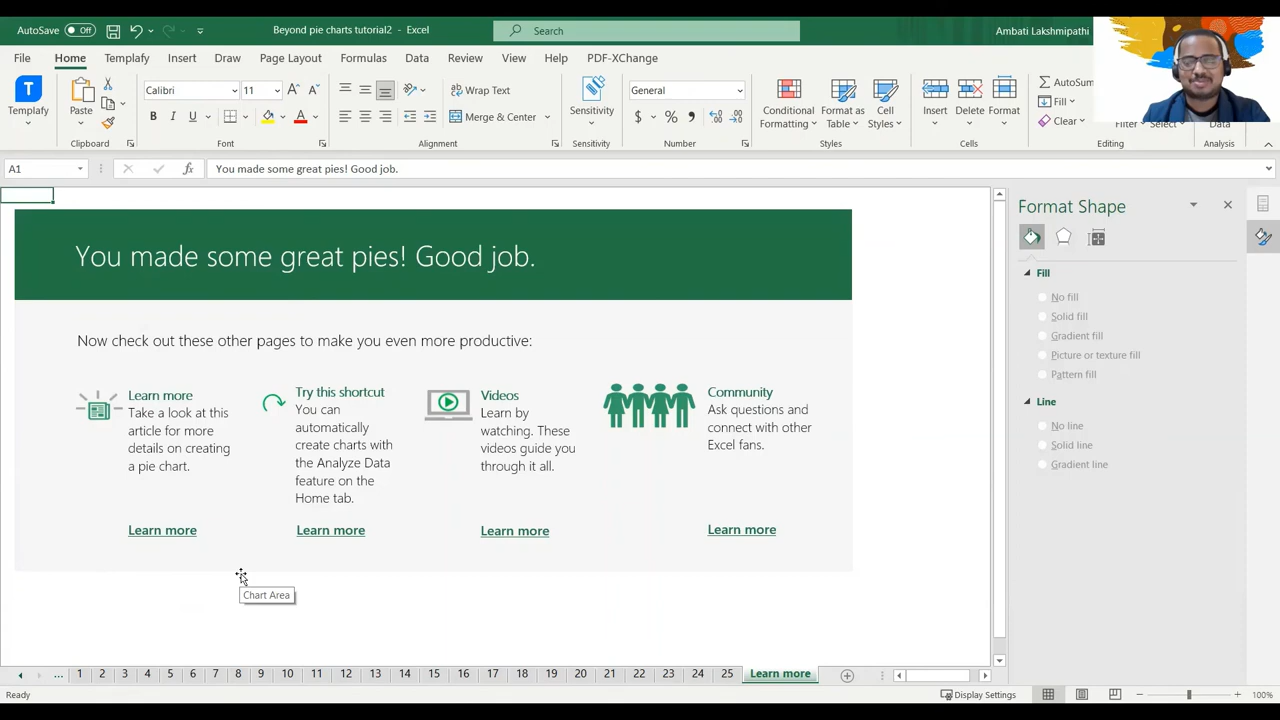 AutoSave Off
Beyond pie charts tutorial2 - Excel
Search
Ambati Lakshmipathi
File Home Templafy Insert Draw Page Layout Formulas Data Review View Help PDF-XChange
Templafy
Paste
Calibri 11
B I U
Wrap Text
Merge & Center
Sensitivity
General
$ %
Conditional Formatting
Format as Table
Cell Styles
Insert Delete Format
AutoSum
Fill
Clear
Filter
Select
Data
Clipboard Font Alignment Sensitivity Number Styles Cells Editing Analysis
A1
fx You made some great pies! Good job.
You made some great pies! Good job.
Now check out these other pages to make you even more productive:
Learn more
Take a look at this
article for more
details on creating
a pie chart.
Learn more
Try this shortcut
You can
automatically
create charts with
the Analyze Data
feature on the
Home tab.
Learn more
Videos
Learn by
watching. These
videos guide you
through it all.
Learn more
Community
Ask questions and
connect with other
Excel fans.
Learn more
Chart Area
Format Shape
Fill
No fill
Solid fill
Gradient fill
Picture or texture fill
Pattern fill
Line
No line
Solid line
Gradient line
... 1 2 3 4 5 6 7 8 9 10 11 12 13 14 15 16 17 18 19 20 21 22 23 24 25 Learn more
Ready
Display Settings
100%